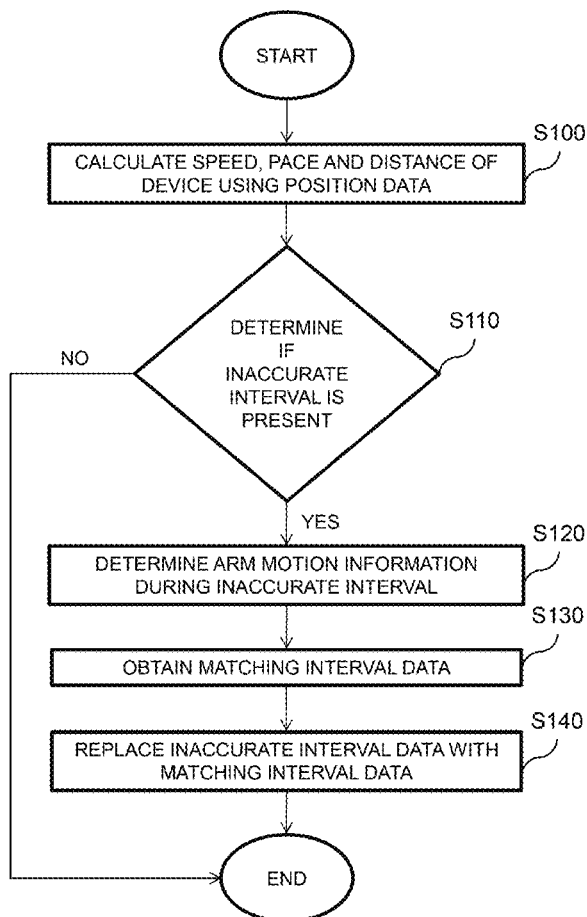 START
S100
CALCULATE SPEED, PACE AND DISTANCE OF
DEVICE USING POSITION DATA
S110
DETERMINE
IF
INACCURATE
INTERVAL IS
PRESENT
NO
YES
S120
DETERMINE ARM MOTION INFORMATION
DURING INACCURATE INTERVAL
S130
OBTAIN MATCHING INTERVAL DATA
S140
REPLACE INACCURATE INTERVAL DATA WITH
MATCHING INTERVAL DATA
END